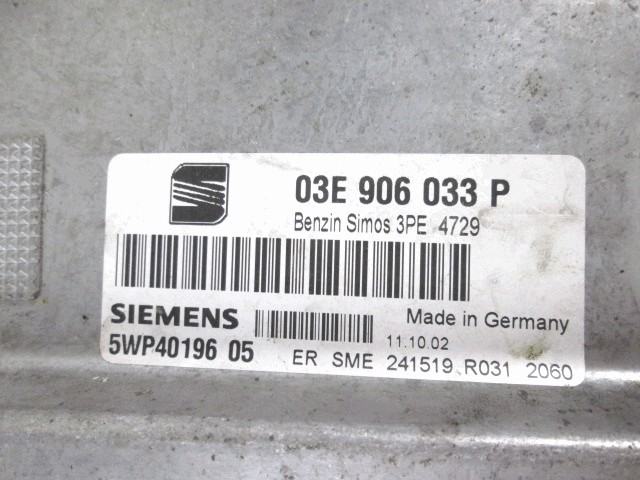 03E 906 033 P
Benzin Simos 3PE 4729
SIEMENS
Made in Germany
5WP40196 05
11.10.02
ER SME 241519 R031 2060